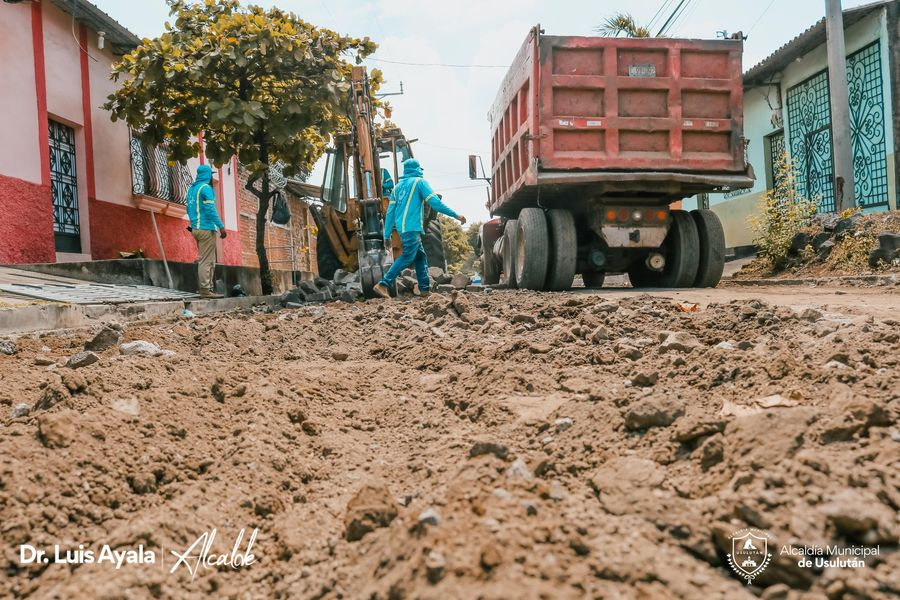 Dr. Luis Ayala
Alcalde
Alcaldía Municipal
de Usulután